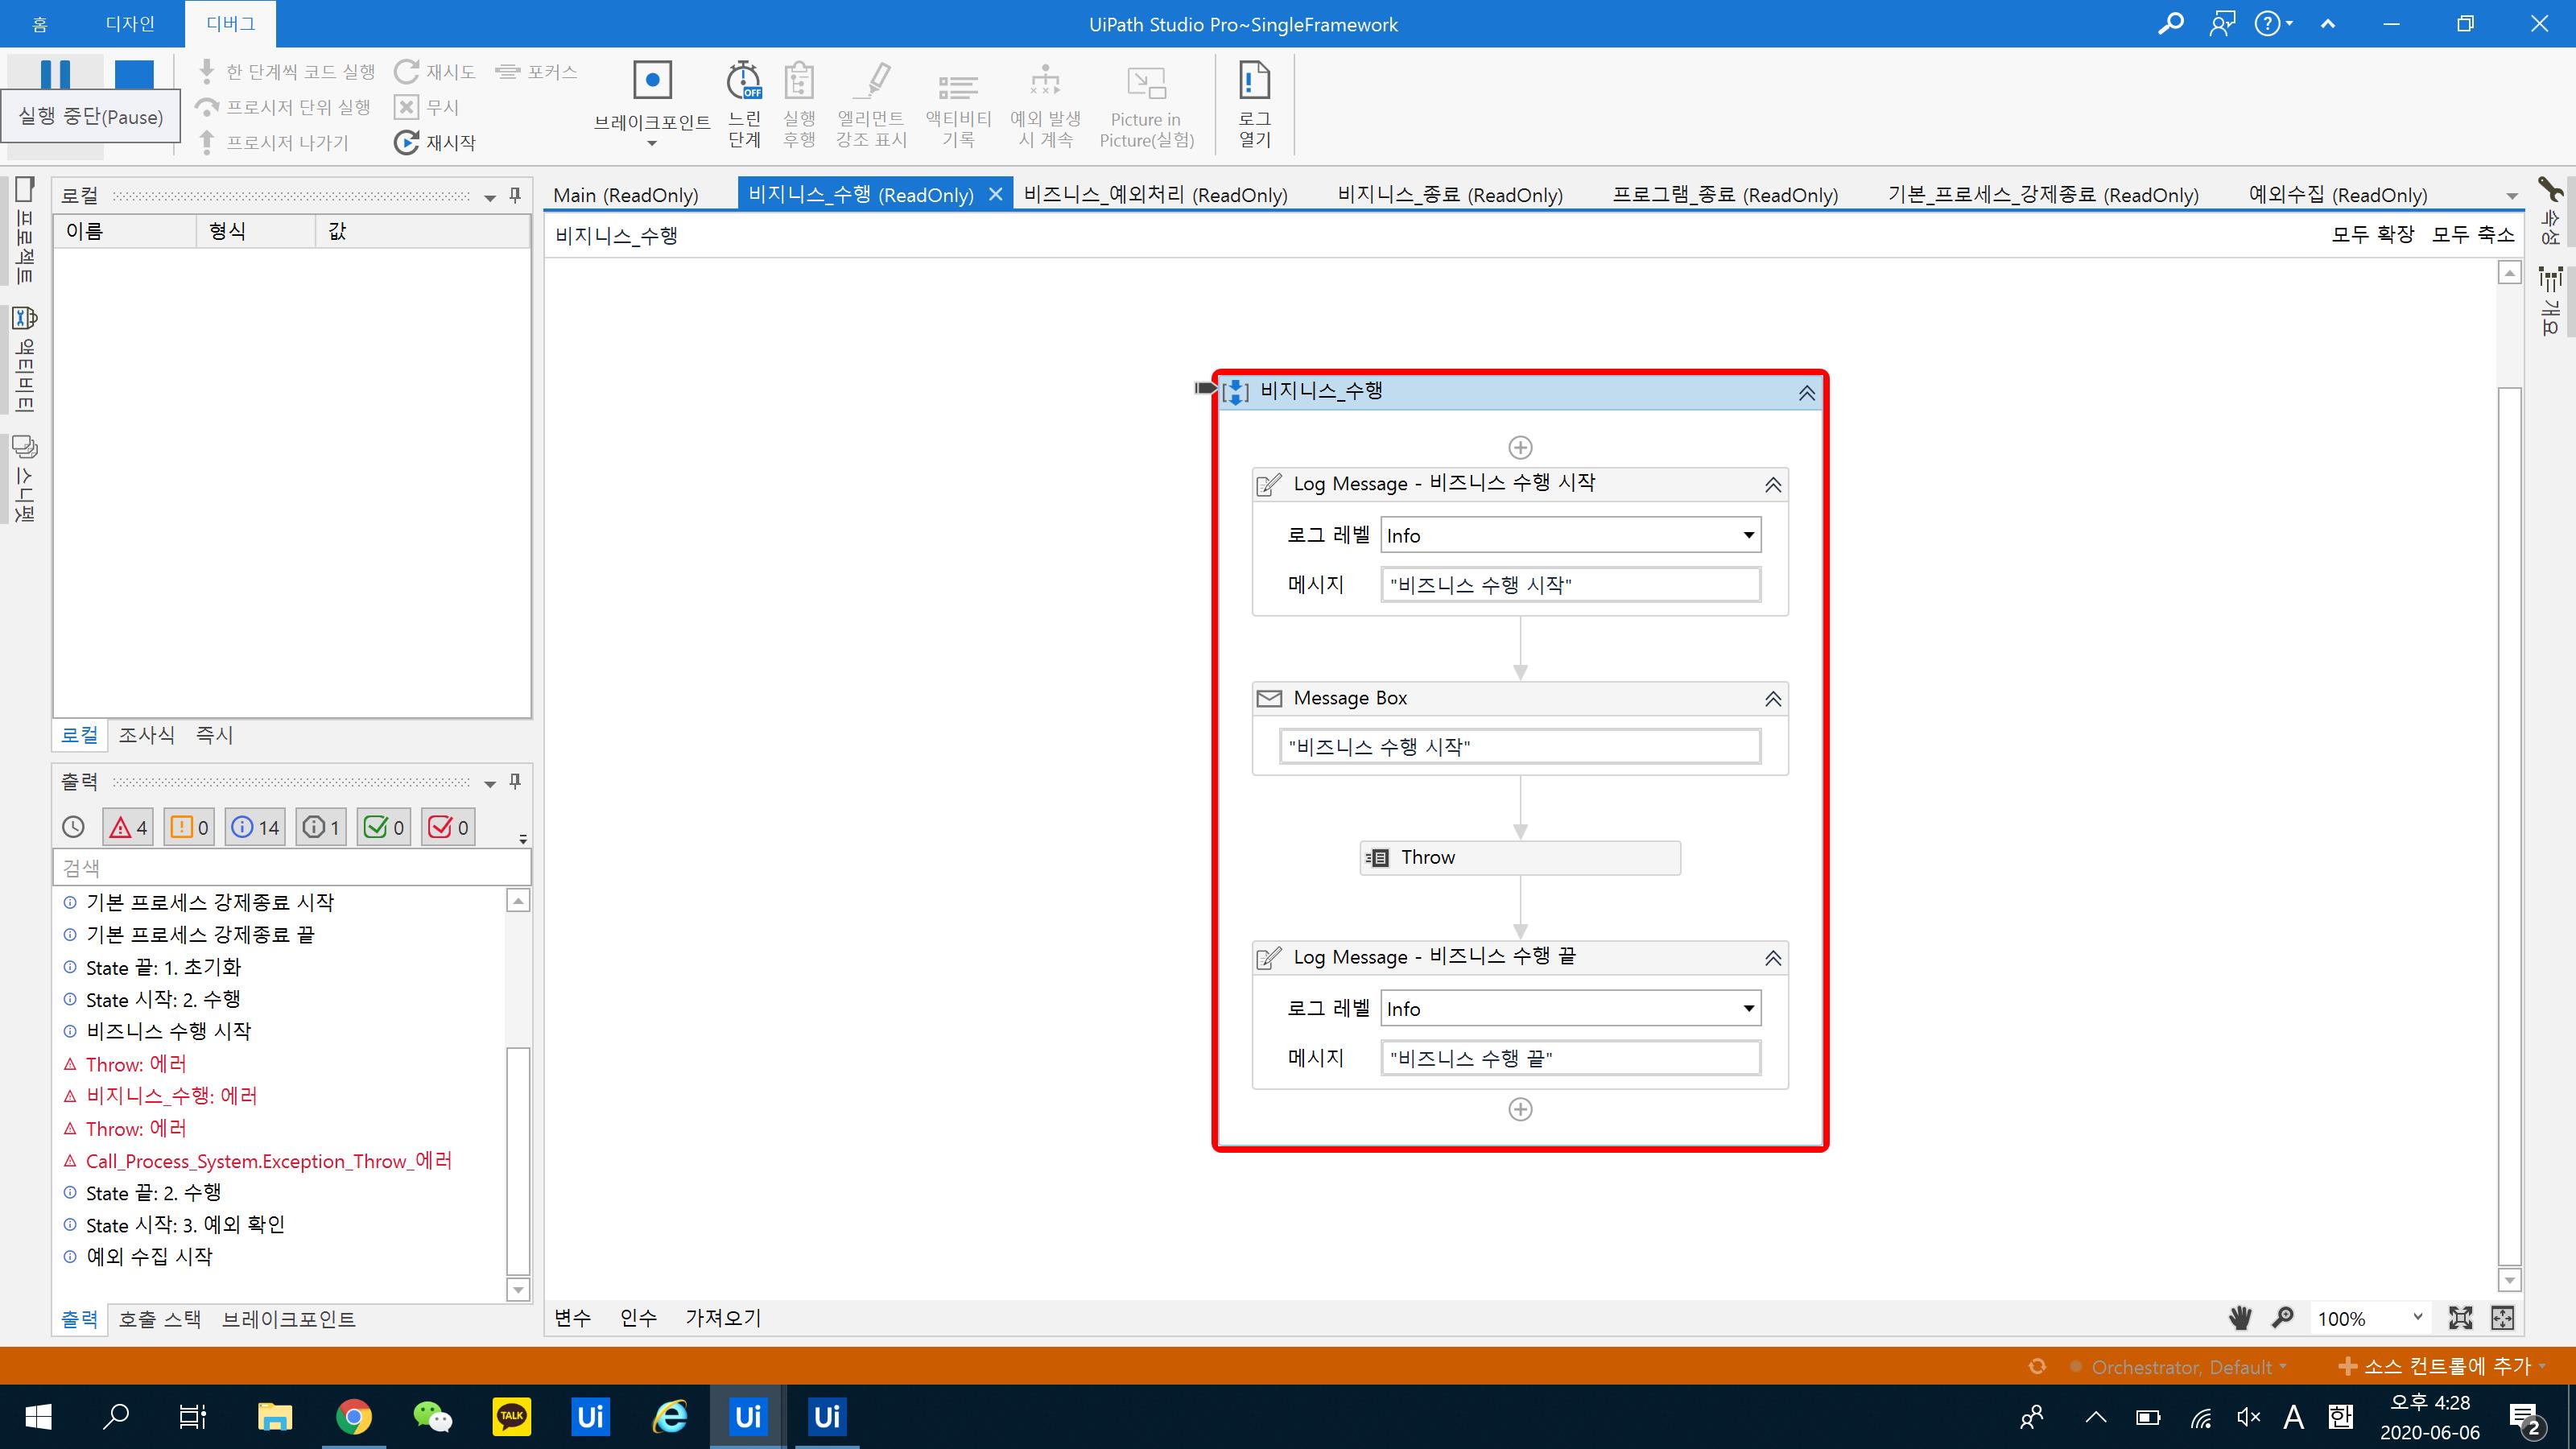 홈 디자인 디버그 UiPath Studio Pro~SingleFramework
실행 중단(Pause)
한 단계씩 코드 실행 재시도 포커스
프로시저 단위 실행 무시
프로시저 나가기 재시작
브레이크포인트
느린
단계
OFF
실행
후행
엘리먼트
강조 표시
액티비티
기록
예외 발생
시 계속
Picture in
Picture(실험)
로그
열기
프로젝트
액티비티
스니펫
로컬
이름 형식 값
로컬 조사식 즉시
출력
4 0 14 1 0 0
검색
기본 프로세스 강제종료 시작
기본 프로세스 강제종료 끝
State 끝: 1. 초기화
State 시작: 2. 수행
비즈니스 수행 시작
Throw: 에러
비지니스_수행: 에러
Throw: 에러
Call_Process_System.Exception_Throw_에러
State 끝: 2. 수행
State 시작: 3. 예외 확인
예외 수집 시작
출력 호출 스택 브레이크포인트
Main (ReadOnly) 비지니스_수행 (ReadOnly) 비즈니스_예외처리 (ReadOnly) 비지니스_종료 (ReadOnly) 프로그램_종료 (ReadOnly) 기본_프로세스_강제종료 (ReadOnly) 예외수집 (ReadOnly)
비지니스_수행 모두 확장 모두 축소
비지니스_수행
Log Message - 비즈니스 수행 시작
로그 레벨 Info
메시지 "비즈니스 수행 시작"
Message Box
"비즈니스 수행 시작"
Throw
Log Message - 비즈니스 수행 끝
로그 레벨 Info
메시지 "비즈니스 수행 끝"
변수 인수 가져오기 100%
속성
개요
Orchestrator, Default 소스 컨트롤에 추가
TALK Ui Ui Ui
A 한
오후 4:28
2020-06-06
2